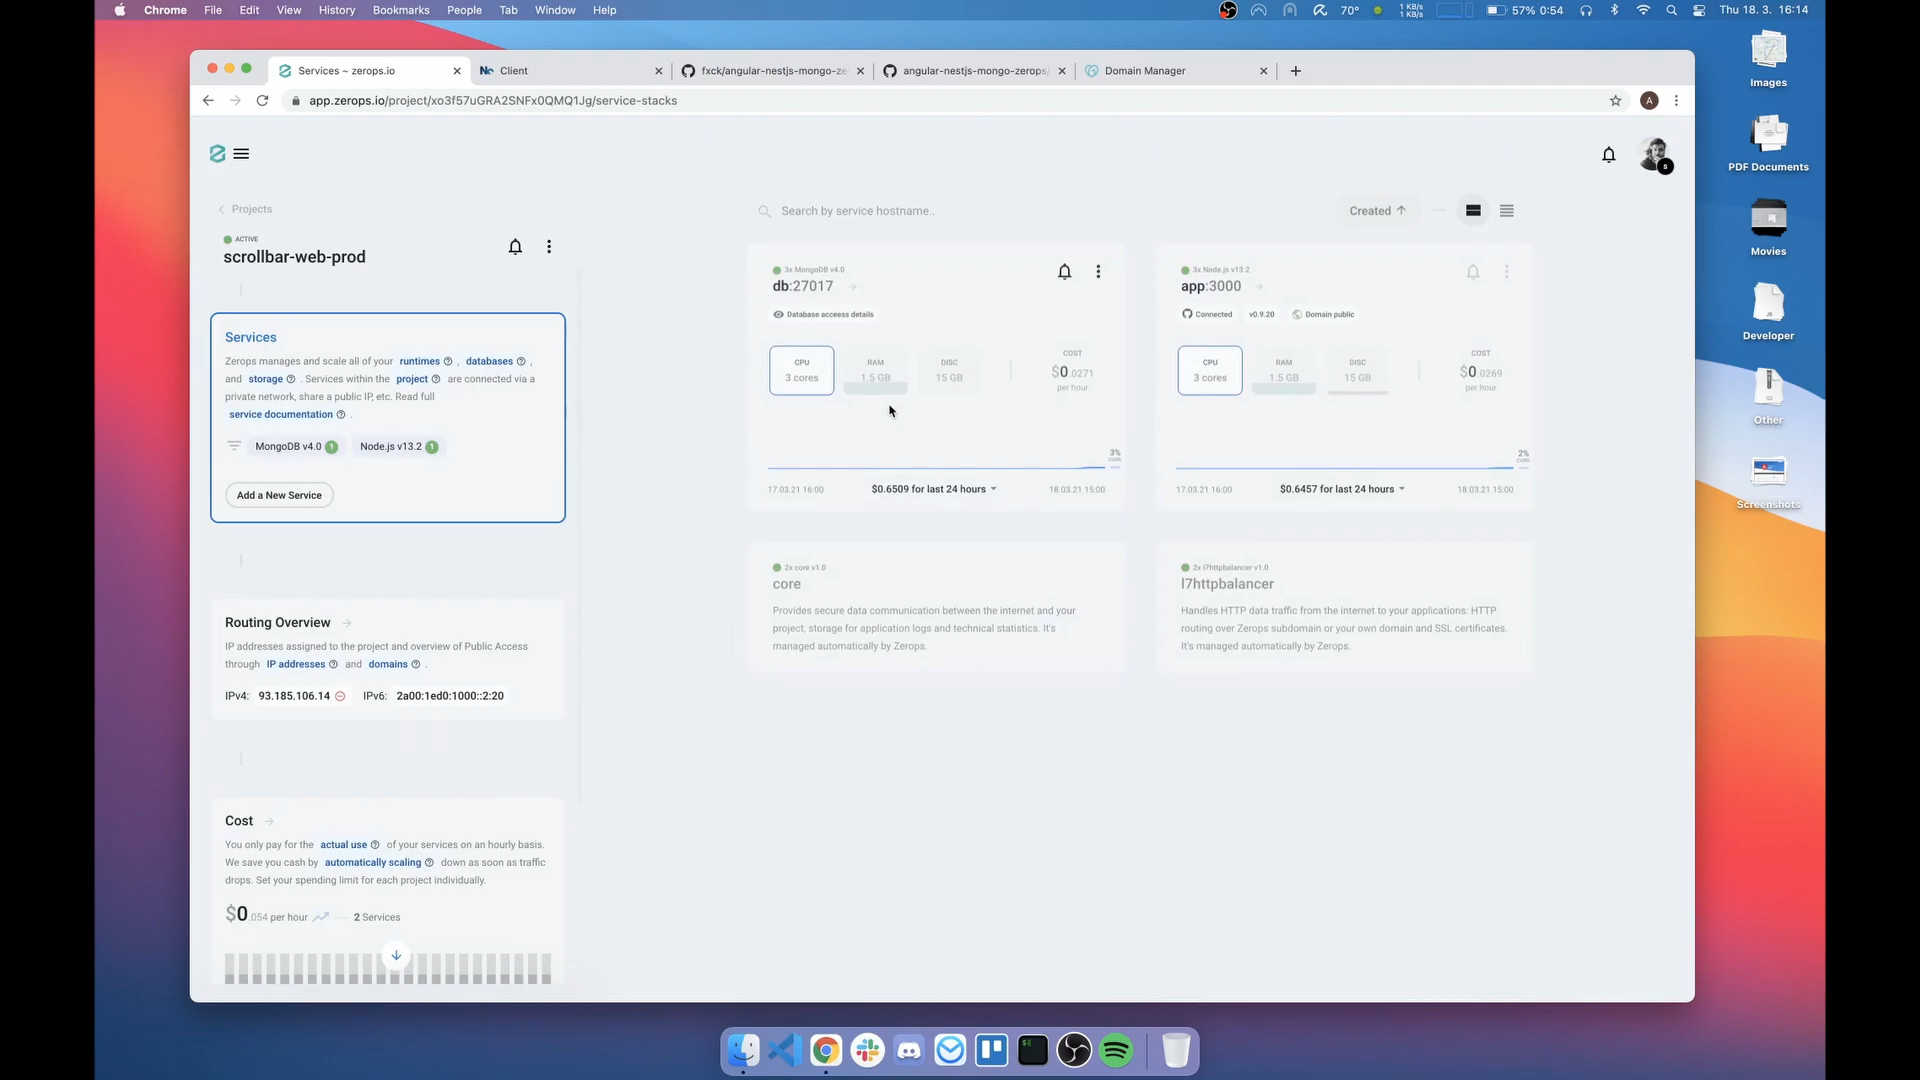 Chrome File Edit View History Bookmarks People Tab Window Help
70° 1 KB/s 1 KB/s 57% 0:54 Thu 18. 3. 16:14
Services ~ zerops.io
Client
fxck/angular-nestjs-mongo-ze
angular-nestjs-mongo-zerops/
Domain Manager
app.zerops.io/project/xo3f57uGRA2SNFx0QMQ1Jg/service-stacks
A
s
Projects
ACTIVE
scrollbar-web-prod
Services
Zerops manages and scale all of your runtimes , databases ,
and storage . Services within the project are connected via a
private network, share a public IP, etc. Read full
service documentation .
MongoDB v4.0 1 Node.js v13.2 1
Add a New Service
Routing Overview
IP addresses assigned to the project and overview of Public Access
through IP addresses and domains .
IPv4: 93.185.106.14 IPv6: 2a00:1ed0:1000::2:20
Cost
You only pay for the actual use of your services on an hourly basis.
We save you cash by automatically scaling down as soon as traffic
drops. Set your spending limit for each project individually.
$0.054 per hour — 2 Services
Search by service hostname..
Created
3x MongoDB v4.0
db:27017
Database acceess details
CPU
3 cores
RAM
1.5 GB
DISC
15 GB
COST
$0.0271
per hour
3%
17.03.21 16:00 $0.6509 for last 24 hours 18.03.21 15:00
3x Node.js v13.2
app:3000
Connected v0.9.20 Domain public
CPU
3 cores
RAM
1.5 GB
DISC
15 GB
COST
$0.0269
per hour
2%
17.03.21 16:00 $0.6457 for last 24 hours 18.03.21 15:00
2x core v1.0
core
Provides secure data communication between the internet and your
project, storage for application logs and technical statistics. It's
managed automatically by Zerops.
2x l7httpbalancer v1.0
l7httpbalancer
Handles HTTP data traffic from the internet to your applications: HTTP
routing over Zerops subdomain or your own domain and SSL certificates.
It's managed automatically by Zerops.
Images
PDF Documents
Movies
Developer
Other
Screenshots